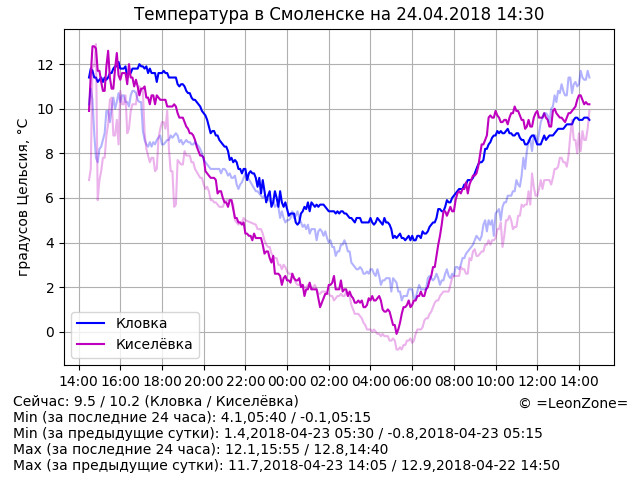 Температура в Смоленске на 24.04.2018 14:30
градусов Цельсия, °C
12
10
8
6
4
2
0
Кловка
Киселёвка
14:00 16:00 18:00 20:00 22:00 00:00 02:00 04:00 06:00 08:00 10:00 12:00 14:00
Сейчас: 9.5 / 10.2 (Кловка / Киселёвка)
© =LeonZone=
Min (за последние 24 часа): 4.1,05:40 / -0.1,05:15
Min (за предыдущие сутки): 1.4,2018-04-23 05:30 / -0.8,2018-04-23 05:15
Max (за последние 24 часа): 12.1,15:55 / 12.8,14:40
Max (за предыдущие сутки): 11.7,2018-04-23 14:05 / 12.9,2018-04-22 14:50